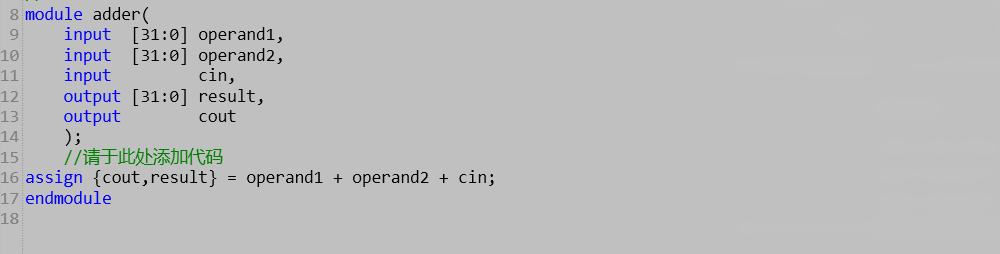 8 module adder(
9     input  [31:0] operand1,
10     input  [31:0] operand2,
11     input         cin,
12     output [31:0] result,
13     output        cout
14     );
15     //请于此处添加代码
16 assign {cout,result} = operand1 + operand2 + cin;
17 endmodule
18